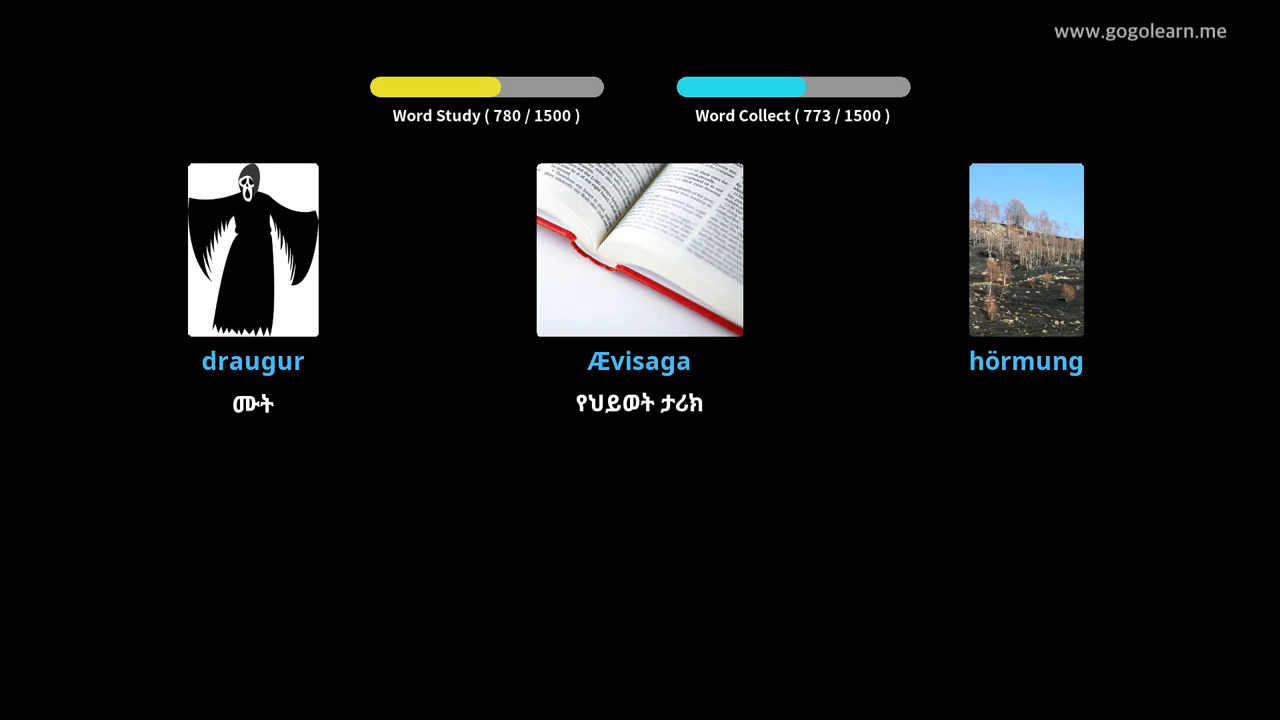 www.gogolearn.me
Word Study ( 780 / 1500 )
Word Collect ( 773 / 1500 )
draugur
Ævisaga
hörmung
ሙት
የህይወት ታሪክ